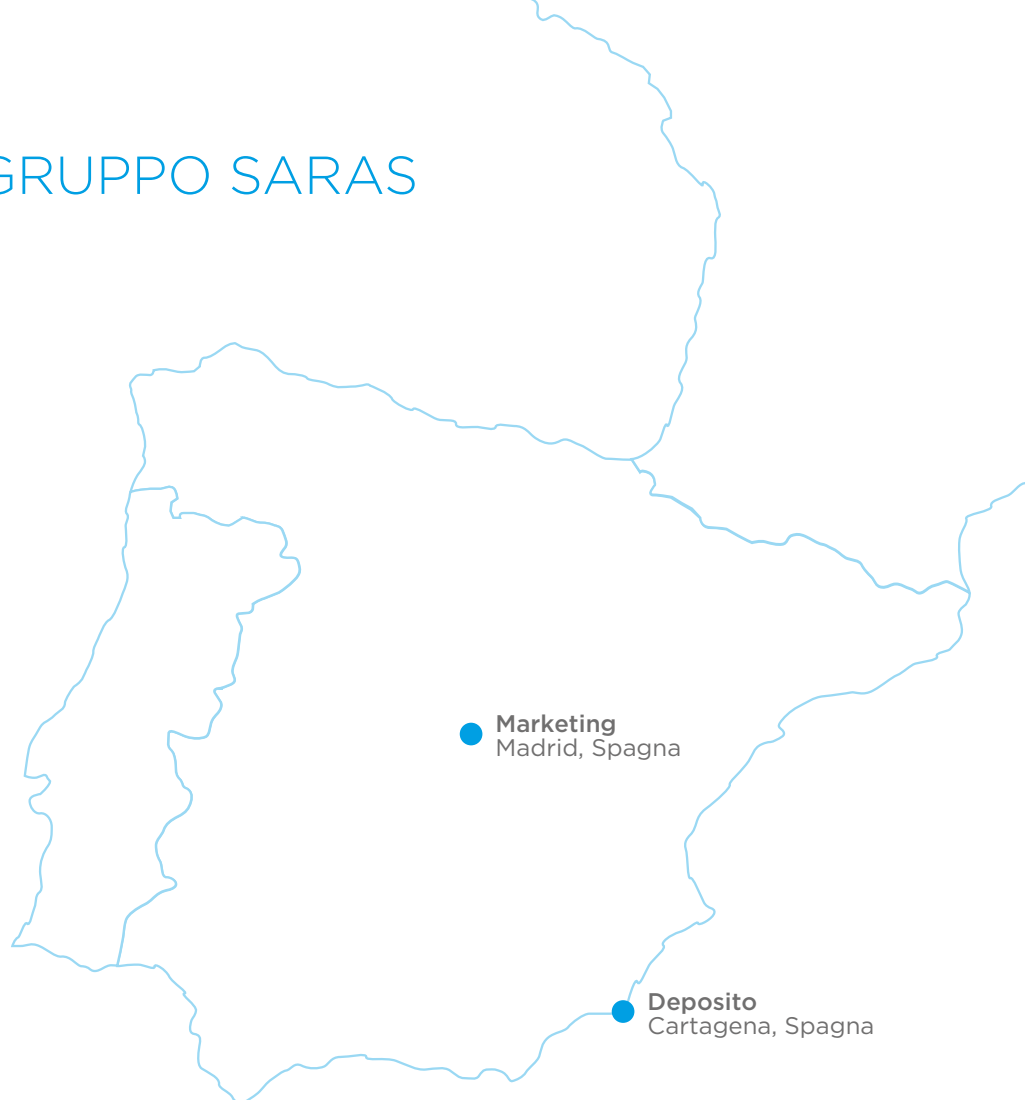 GRUPPO SARAS
Marketing
Madrid, Spagna
Deposito
Cartagena, Spagna